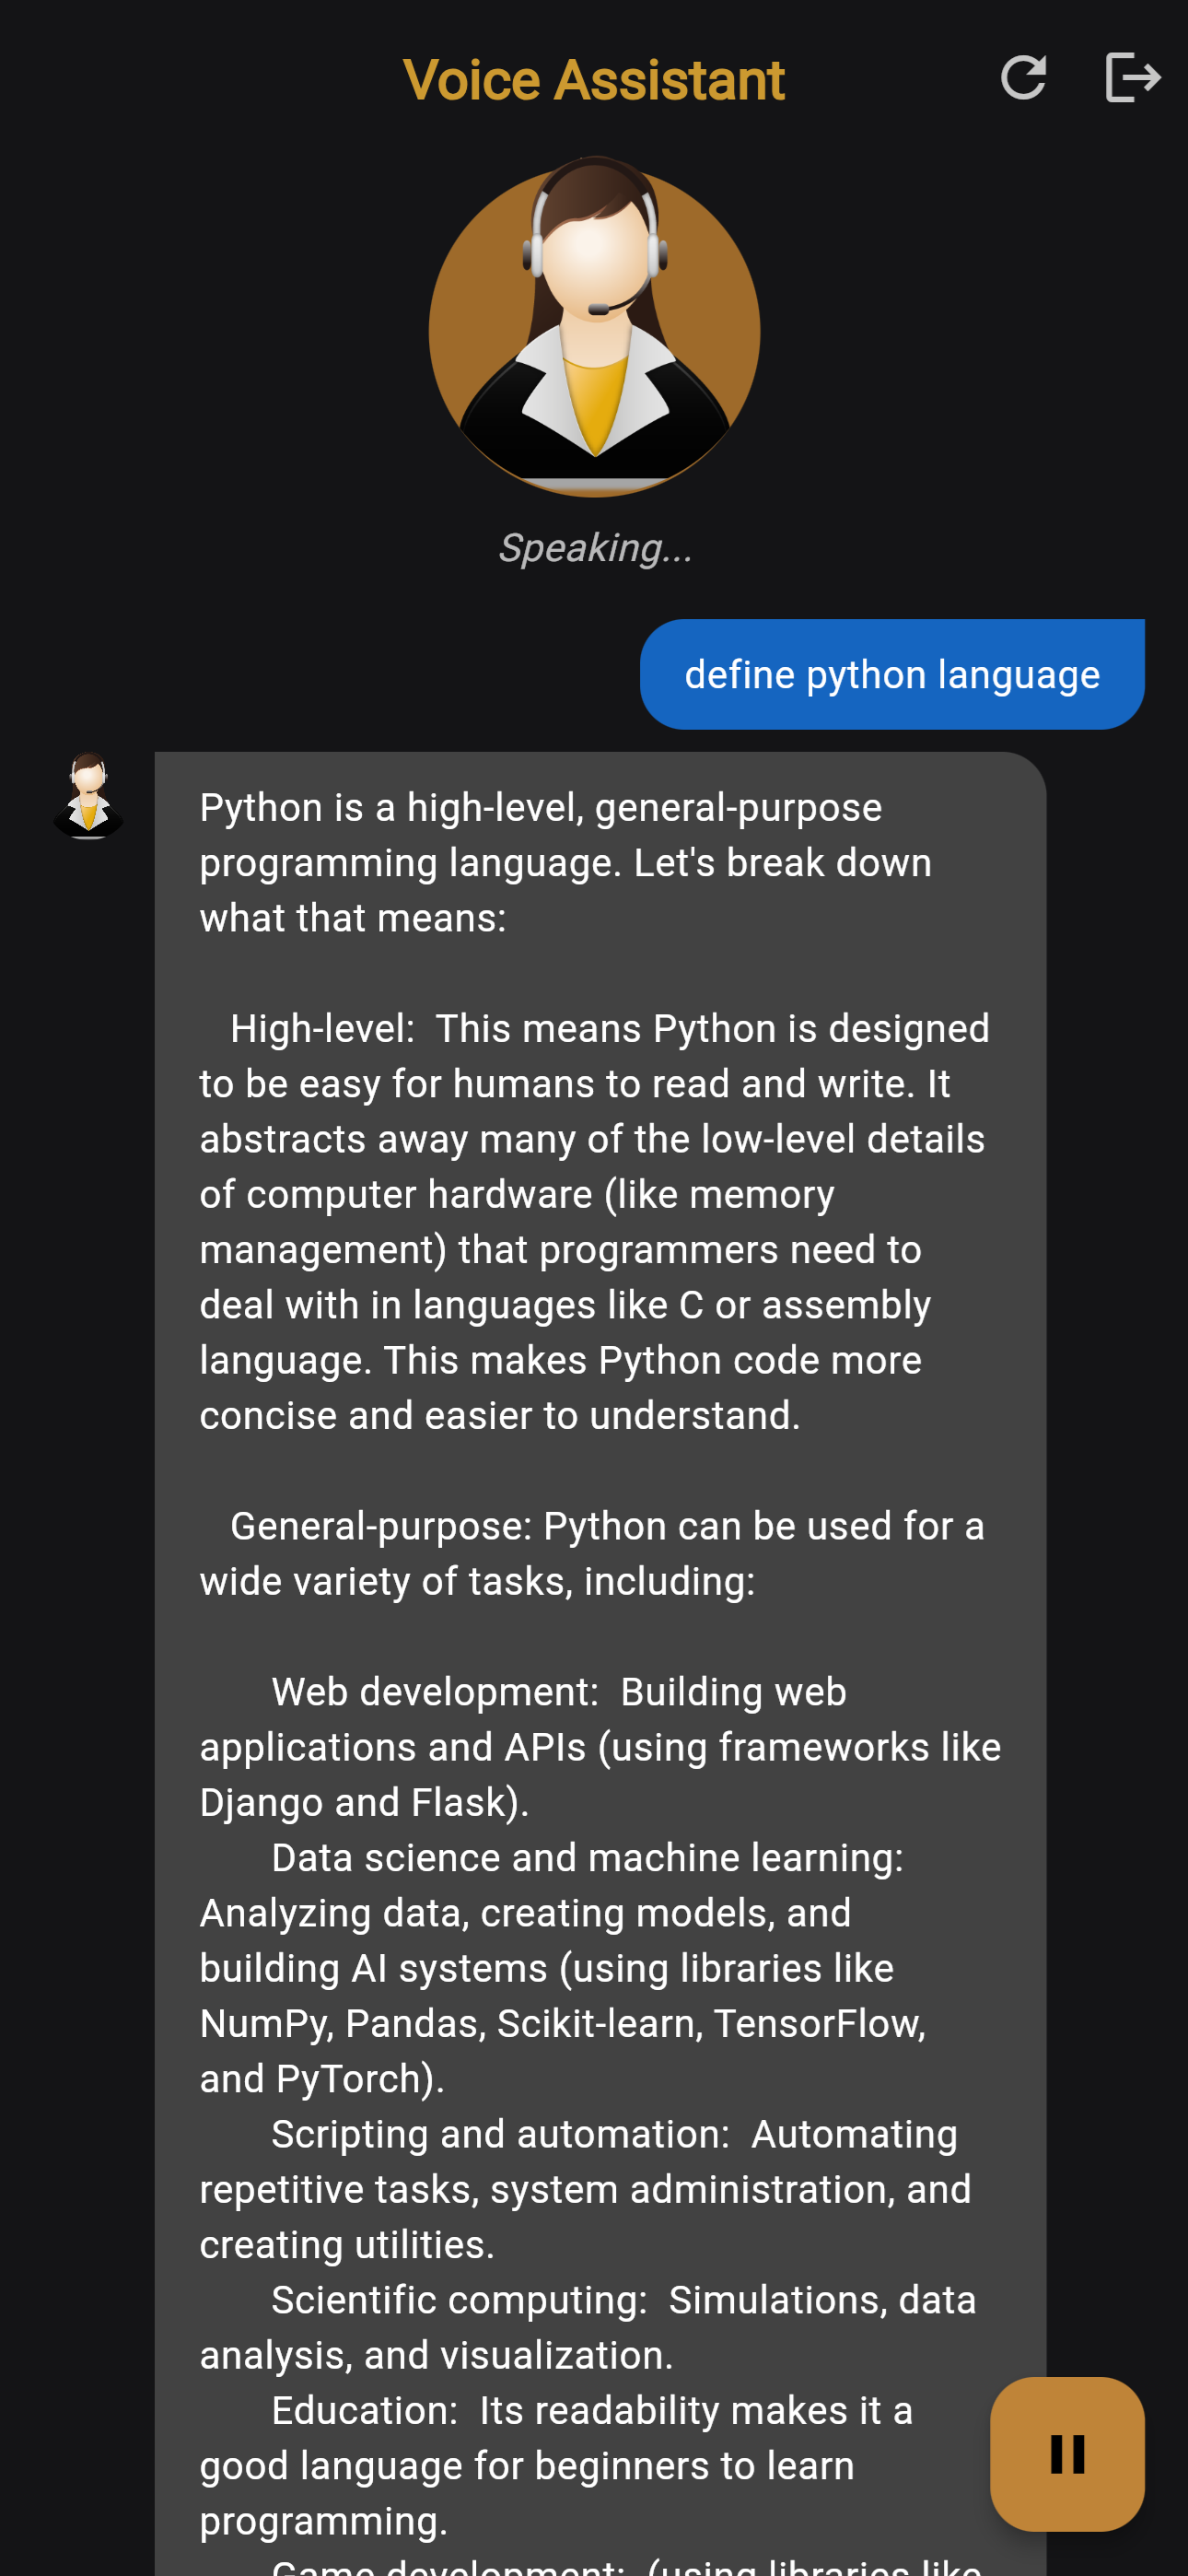 Voice Assistant
Speaking...
define python language
Python is a high-level, general-purpose
programming language. Let's break down
what that means:
High-level:  This means Python is designed
to be easy for humans to read and write. It
abstracts away many of the low-level details
of computer hardware (like memory
management) that programmers need to
deal with in languages like C or assembly
language. This makes Python code more
concise and easier to understand.
General-purpose: Python can be used for a
wide variety of tasks, including:
Web development:  Building web
applications and APIs (using frameworks like
Django and Flask).
Data science and machine learning:
Analyzing data, creating models, and
building AI systems (using libraries like
NumPy, Pandas, Scikit-learn, TensorFlow,
and PyTorch).
Scripting and automation:  Automating
repetitive tasks, system administration, and
creating utilities.
Scientific computing:  Simulations, data
analysis, and visualization.
Education:  Its readability makes it a
good language for beginners to learn
programming.
Game development:  (using libraries like